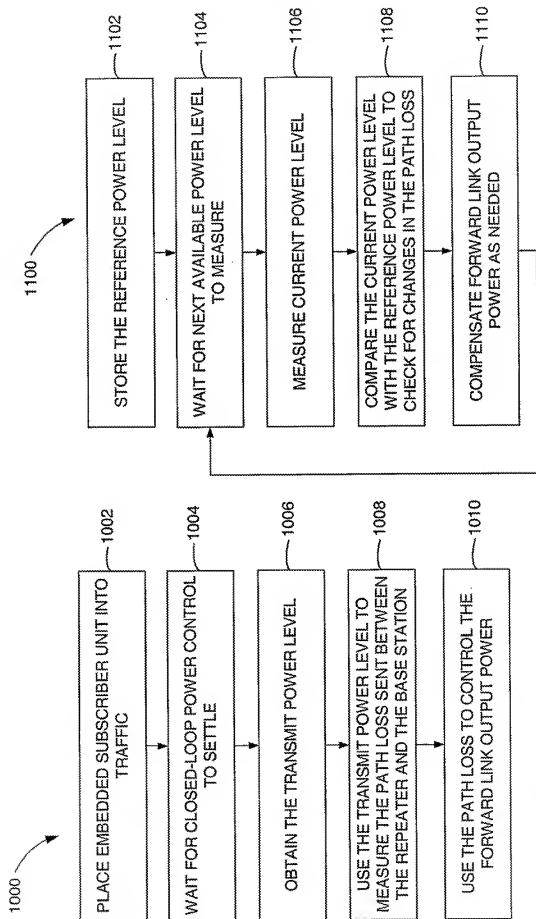 1000
PLACE EMBEDDED SUBSCRIBER UNIT INTO
TRAFFIC
1002
WAIT FOR CLOSED-LOOP POWER CONTROL
TO SETTLE
1004
OBTAIN THE TRANSMIT POWER LEVEL
1006
USE THE TRANSMIT POWER LEVEL TO
MEASURE THE PATH LOSS SENT BETWEEN
THE REPEATER AND THE BASE STATION
1008
USE THE PATH LOSS TO CONTROL THE
FORWARD LINK OUTPUT POWER
1010
1100
STORE THE REFERENCE POWER LEVEL
1102
WAIT FOR NEXT AVAILABLE POWER LEVEL
TO MEASURE
1104
MEASURE CURRENT POWER LEVEL
1106
COMPARE THE CURRENT POWER LEVEL
WITH THE REFERENCE POWER LEVEL TO
CHECK FOR CHANGES IN THE PATH LOSS
1108
COMPENSATE FORWARD LINK OUTPUT
POWER AS NEEDED
1110